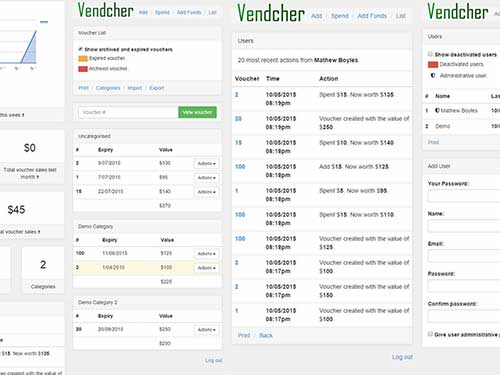 this week
$0
Total voucher sales last
month
$45
voucher sales
2
Categories
$15. Now worth $135.
created with the value of
Vendcher
Add / Spend / Add Funds / List
Voucher List
Show archived and expired vouchers
Expired voucher.
Archived voucher.
Print / Categories / Import / Export
Voucher #
View voucher
Uncategorised
# Expiry Value
2 9/07/2015 $130 Actions
1 7/07/2015 $95 Actions
15 22/07/2015 $140 Actions
$370
Demo Category
# Expiry Value
100 11/06/2015 $125 Actions
3 1/04/2015 $100 Actions
$225
Demo Category 2
# Expiry Value
20 20/08/2015 $250 Actions
$250
Log out
Vendcher
Add / Spend / Add Funds / List
Users
20 most recent actions from Mathew Boyles
Voucher Time Action
2 10/05/2015 08:19pm Spent $15. Now worth $135.
20 10/05/2015 08:19pm Voucher created with the value of $250.
15 10/05/2015 08:18pm Spent $10. Now worth $140.
100 10/05/2015 08:18pm Add $15. Now worth $125.
1 10/05/2015 08:18pm Spent $5. Now worth $95.
100 10/05/2015 08:18pm Spent $15. Now worth $110
100 10/05/2015 08:18pm Voucher created with the value of $125.
3 10/05/2015 08:17pm Voucher created with the value of $100.
2 10/05/2015 08:17pm Voucher created with the value of $150.
1 10/05/2015 08:17pm Voucher created with the value of $100.
Print / Back
Log out
Vendcher
Add / Sp
Users
Show deactivated users
Deactivated users.
Administrative user.
# Name Las
1 Mathew Boyles 10/
2 Demo 10/
Print
Add User
Your Password:
Name:
Email:
Password:
Confirm password:
Give user administrative p